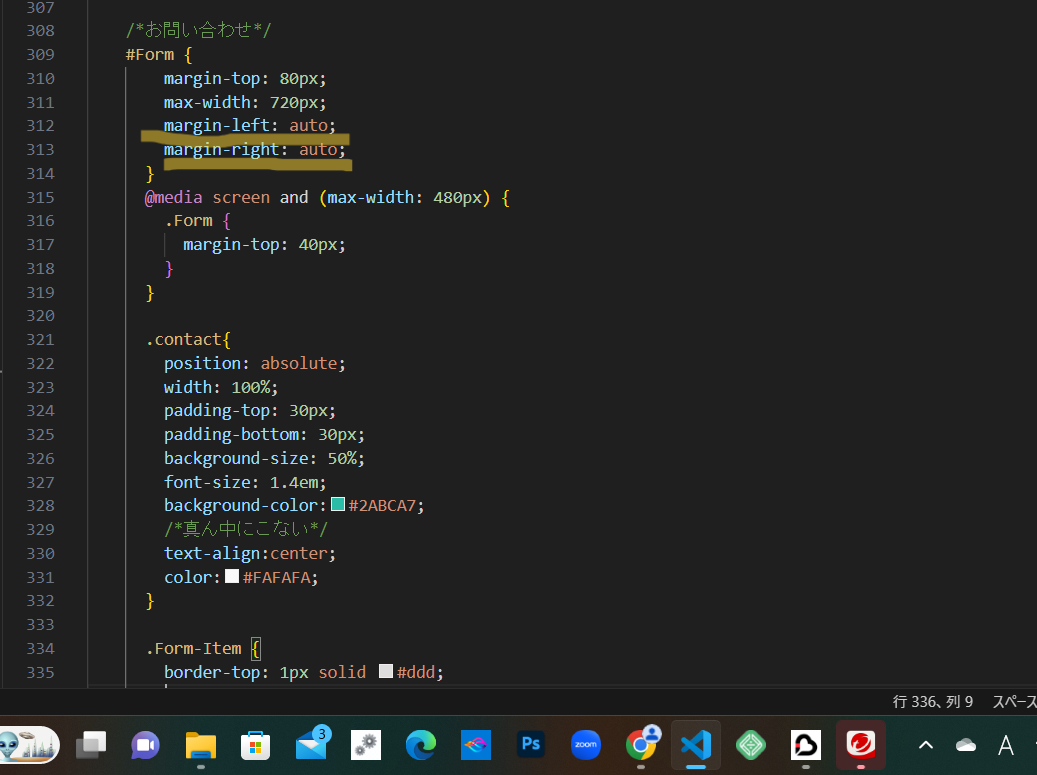 307
308 /*お問い合わせ*/
309 #Form {
310 margin-top: 80px;
311 max-width: 720px;
312 margin-left: auto;
313 margin-right: auto;
314 }
315 @media screen and (max-width: 480px) {
316 .Form {
317 margin-top: 40px;
318 }
319 }
320
321 .contact{
322 position: absolute;
323 width: 100%;
324 padding-top: 30px;
325 padding-bottom: 30px;
326 background-size: 50%;
327 font-size: 1.4em;
328 background-color: #2ABCA7;
329 /*真ん中にこない*/
330 text-align:center;
331 color: #FAFAFA;
332 }
333
334 .Form-Item {
335 border-top: 1px solid #ddd;
行 336、列 9 スペース
3 Ps zoom A